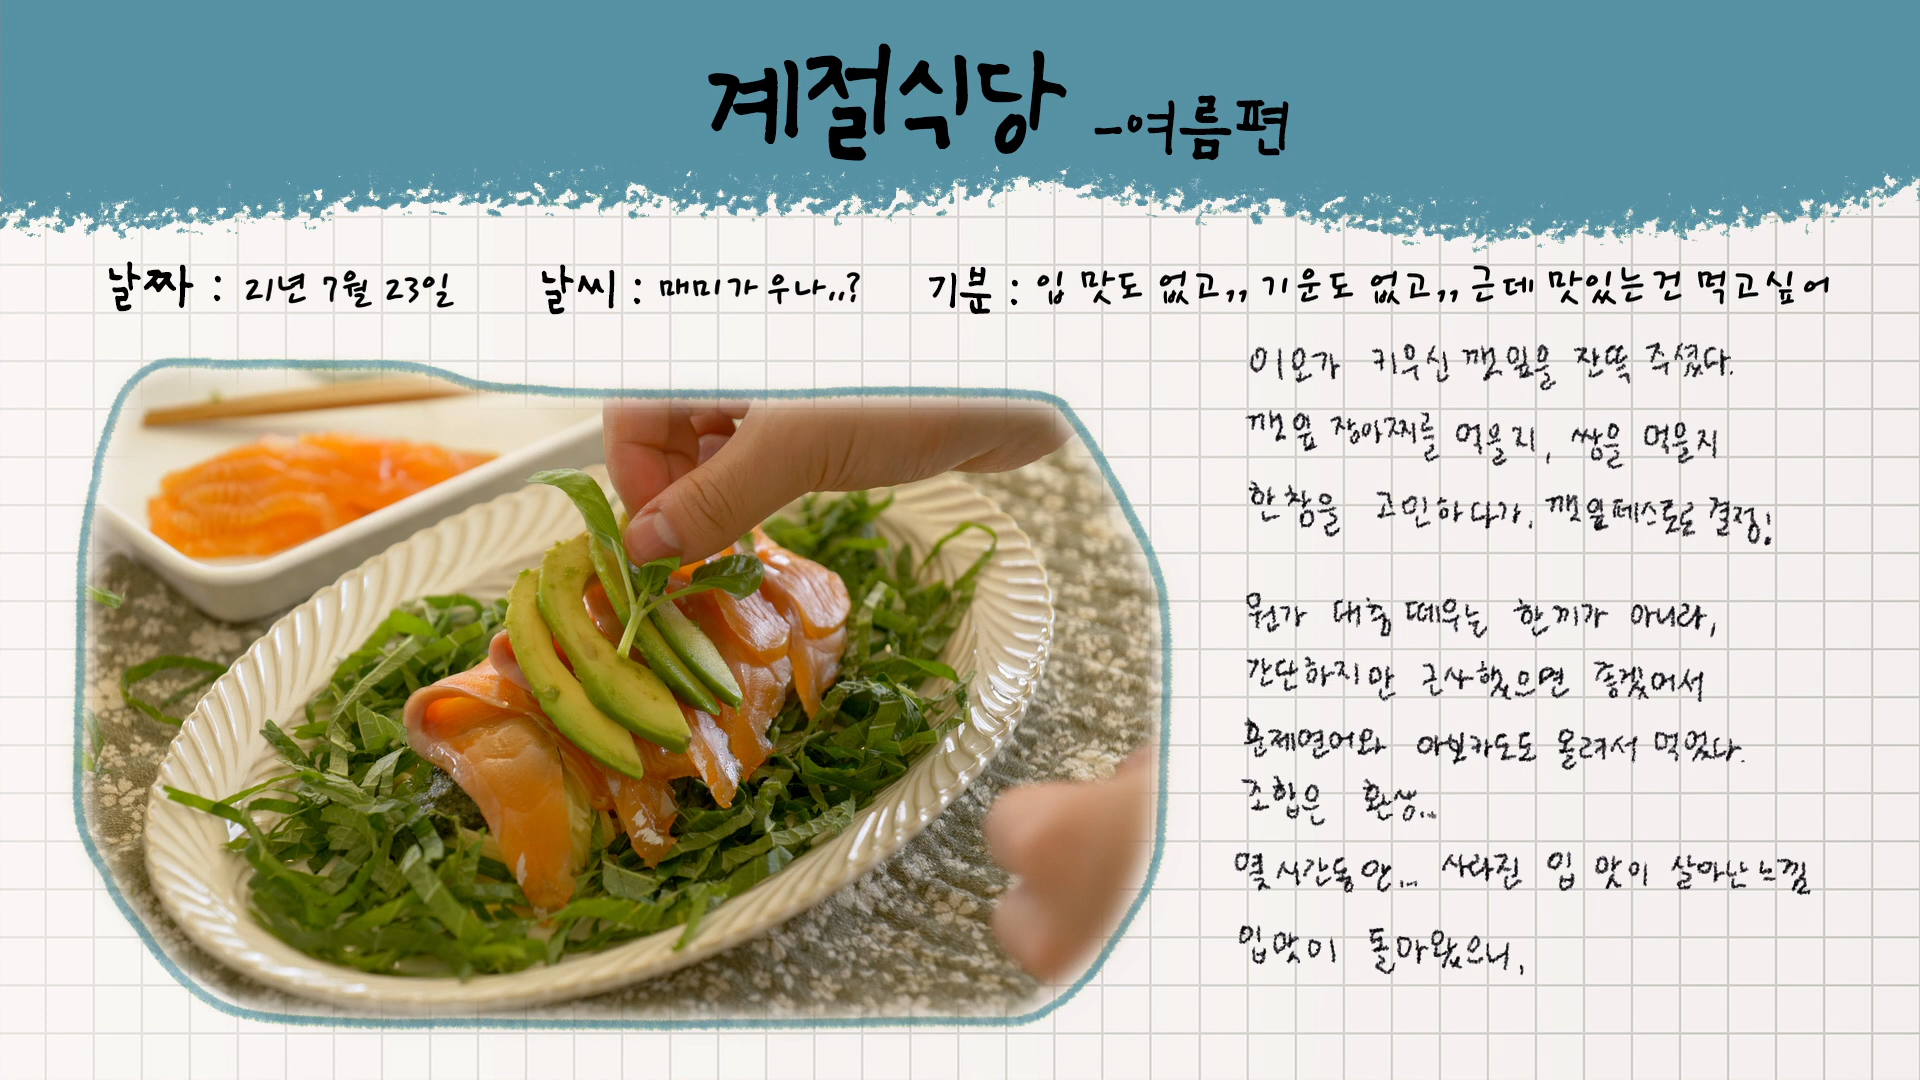 계절식당 -여름편
날짜 : 21년 7월 23일 날씨 : 매미가 우나,,? 기분 : 입 맛도 없고,, 기운도 없고,, 근데 맛있는건 먹고싶어
이모가 키우신 깻잎을 잔뜩 주셨다.
깻잎 장아찌를 먹을지, 쌈을 먹을지
한참을 고민하다가, 깻잎페스토로 결정!
뭔가 대충 떼우는 한끼가 아니라,
간단하지만 근사했으면 좋겠어서
훈제연어와 아보카도도 올려서 먹었다.
조합은 환상..
몇시간동안... 사라진 입 맛이 살아난 느낌
입맛이 돌아왔으니,